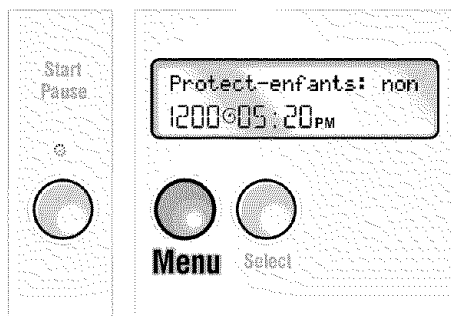 Start
Pause
Protect-enfants: non
1200 05:20PM
Menu
Select